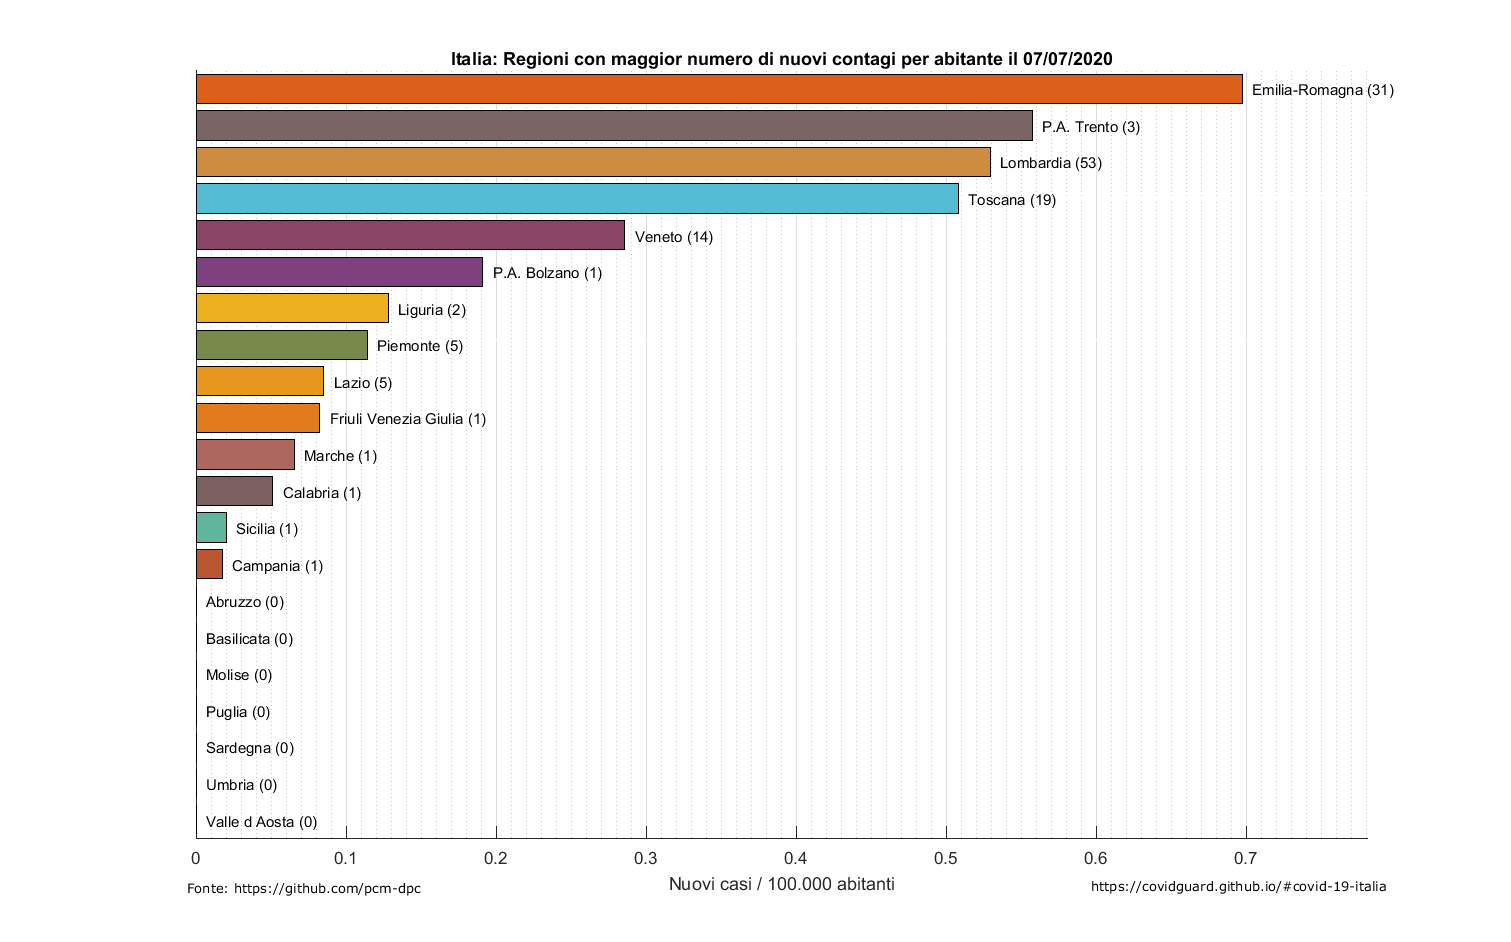 Italia: Regioni con maggior numero di nuovi contagi per abitante il 07/07/2020
Emilia-Romagna (31)
P.A. Trento (3)
Lombardia (53)
Toscana (19)
Veneto (14)
P.A. Bolzano (1)
Liguria (2)
Piemonte (5)
Lazio (5)
Friuli Venezia Giulia (1)
Marche (1)
Calabria (1)
Sicilia (1)
Campania (1)
Abruzzo (0)
Basilicata (0)
Molise (0)
Puglia (0)
Sardegna (0)
Umbria (0)
Valle d Aosta (0)
0 0.1 0.2 0.3 0.4 0.5 0.6 0.7
Nuovi casi / 100.000 abitanti
Fonte: https://github.com/pcm-dpc
https://covidguard.github.io/#covid-19-italia